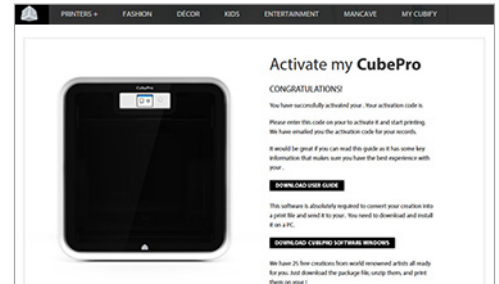 PRINTERS +
FASHION
DÉCOR
KIDS
ENTERTAINMENT
MANCAVE
MY CUBIFY
CubePro
Activate my CubePro
CONGRATULATIONS!
You have successfully activated your . Your activation code is.
Please enter this code on your to activate it and start printing.
We have emailed you the activation code for your records.
It would be great if you can read this guide as it has some key
information that makes sure you have the best experience with
your .
DOWNLOAD USER GUIDE
This software is absolutely required to convert your creation into
a print file and send it to your . You need to download and install
it on a PC.
DOWNLOAD CUBEPRO SOFTWARE WINDOWS
We have 25 free creations from world renowned artists all ready
for you. Just download the package file, unzip them, and print
them on your !